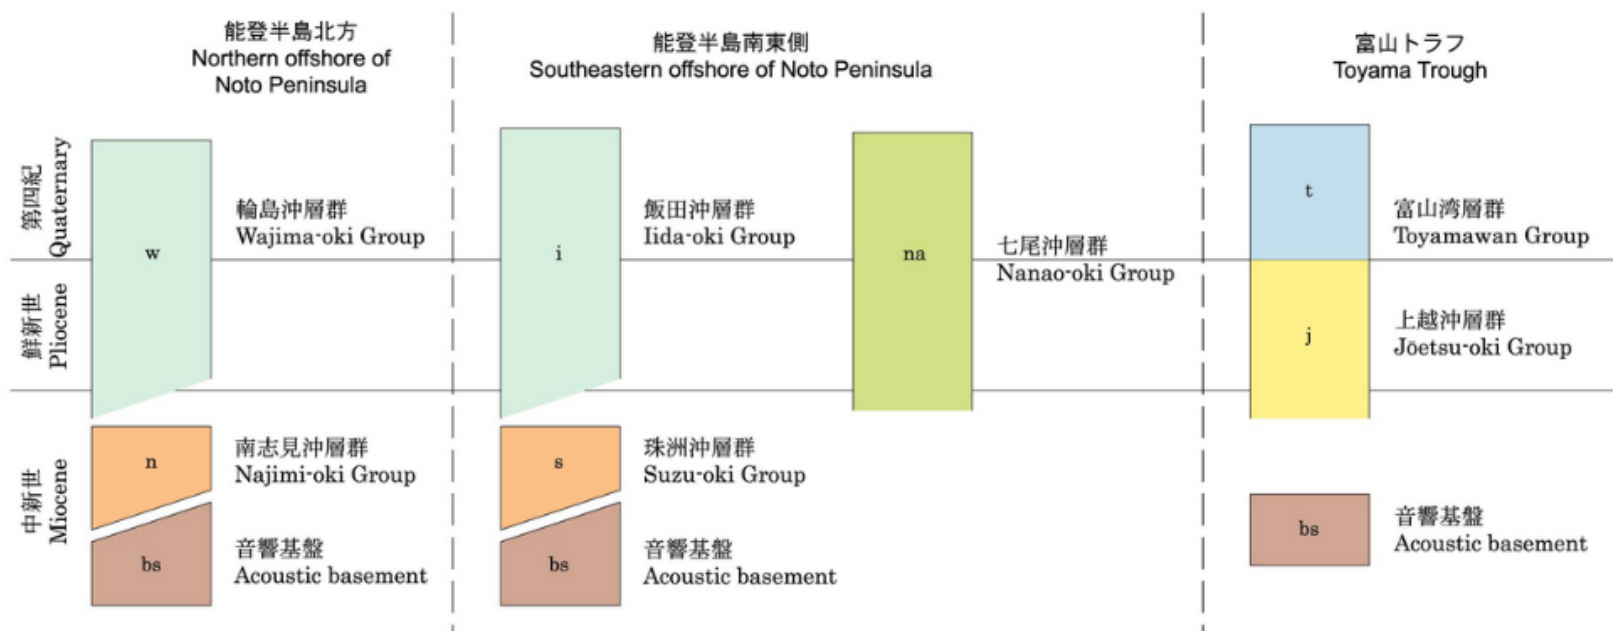 能登半島北方
Northern offshore of
Noto Peninsula
能登半島南東側
Southeastern offshore of Noto Peninsula
富山トラフ
Toyama Trough
第四紀
Quaternary
鮮新世
Pliocene
中新世
Miocene
w
輪島沖層群
Wajima-oki Group
n
南志見沖層群
Najimi-oki Group
bs
音響基盤
Acoustic basement
i
飯田沖層群
Iida-oki Group
s
珠洲沖層群
Suzu-oki Group
bs
音響基盤
Acoustic basement
na
七尾沖層群
Nanao-oki Group
t
富山湾層群
Toyamawan Group
j
上越沖層群
Jōetsu-oki Group
bs
音響基盤
Acoustic basement